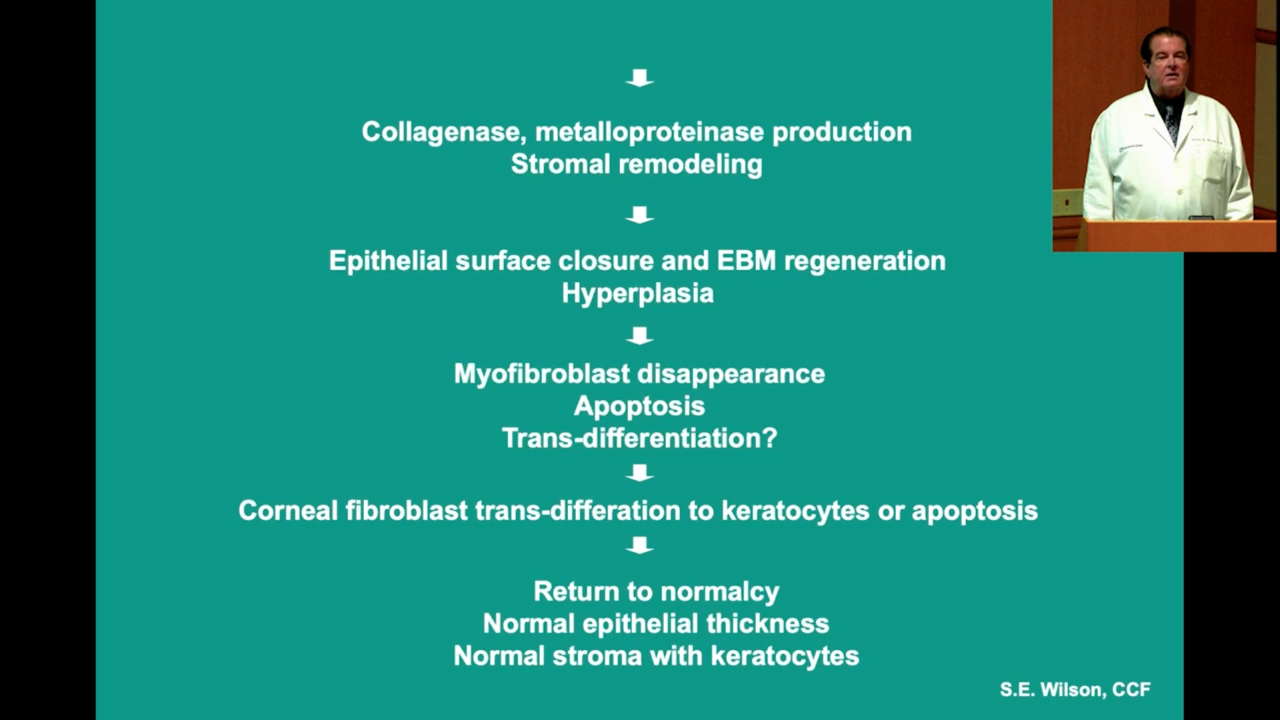 Collagenase, metalloproteinase production
Stromal remodeling
Epithelial surface closure and EBM regeneration
Hyperplasia
Myofibroblast disappearance
Apoptosis
Trans-differentiation?
Corneal fibroblast trans-differation to keratocytes or apoptosis
Return to normalcy
Normal epithelial thickness
Normal stroma with keratocytes
S.E. Wilson, CCF